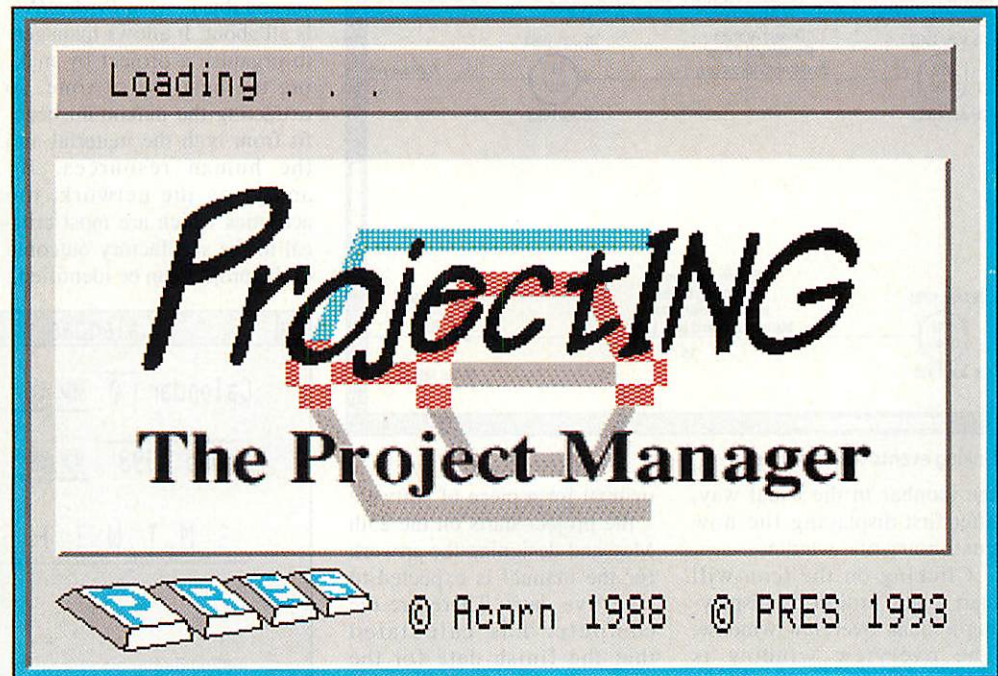 Loading . . .
ProjectING
The Project Manager
PRES © Acorn 1988 © PRES 1993